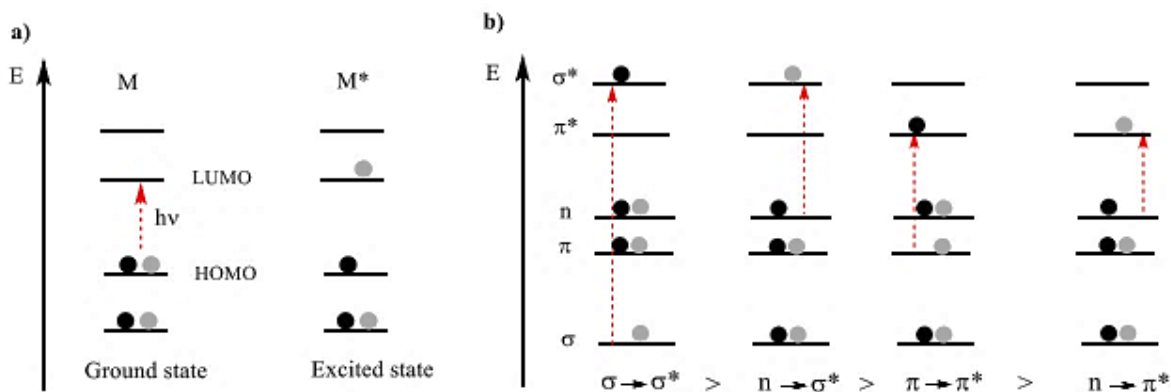 a)
E
M
M*
LUMO
hν
HOMO
Ground state
Excited state
b)
E
σ*
π*
n
π
σ
σ → σ* > n → σ* > π → π* > n → π*